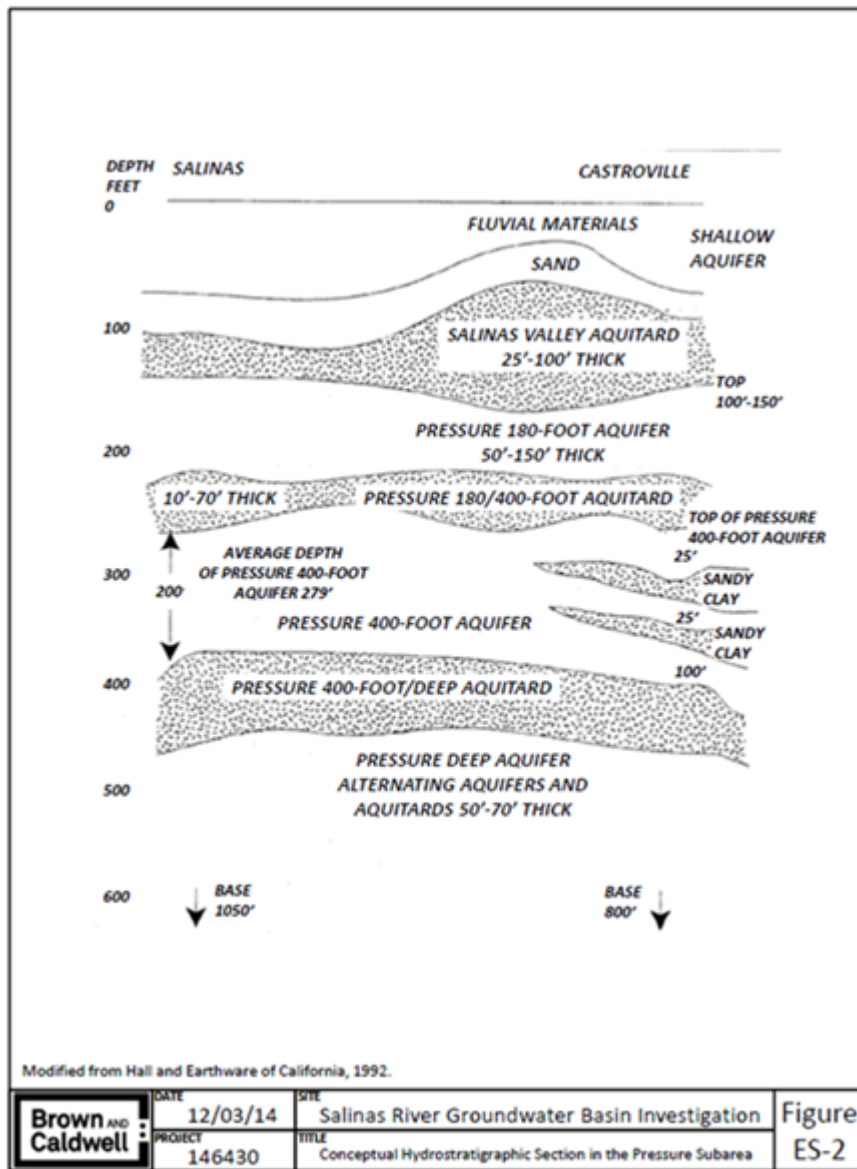 DEPTH
FEET
SALINAS
CASTROVILLE
0
FLUVIAL MATERIALS
SHALLOW
AQUIFER
SAND
100
SALINAS VALLEY AQUITARD
25'-100' THICK
TOP
100'-150'
PRESSURE 180-FOOT AQUIFER
50'-150' THICK
200
10'-70' THICK
PRESSURE 180/400-FOOT AQUITARD
TOP OF PRESSURE
400-FOOT AQUIFER
25'
AVERAGE DEPTH
OF PRESSURE 400-FOOT
AQUIFER 279'
300
200
SANDY
CLAY
25'
PRESSURE 400-FOOT AQUIFER
SANDY
CLAY
100'
400
PRESSURE 400-FOOT/DEEP AQUITARD
PRESSURE DEEP AQUIFER
ALTERNATING AQUIFERS AND
AQUITARDS 50'-70' THICK
500
600
BASE
1050'
BASE
800'
Modified from Hall and Earthware of California, 1992.
Brown AND
Caldwell
DATE
12/03/14
SITE
Salinas River Groundwater Basin Investigation
PROJECT
146430
TITLE
Conceptual Hydrostratigraphic Section in the Pressure Subarea
Figure
ES-2